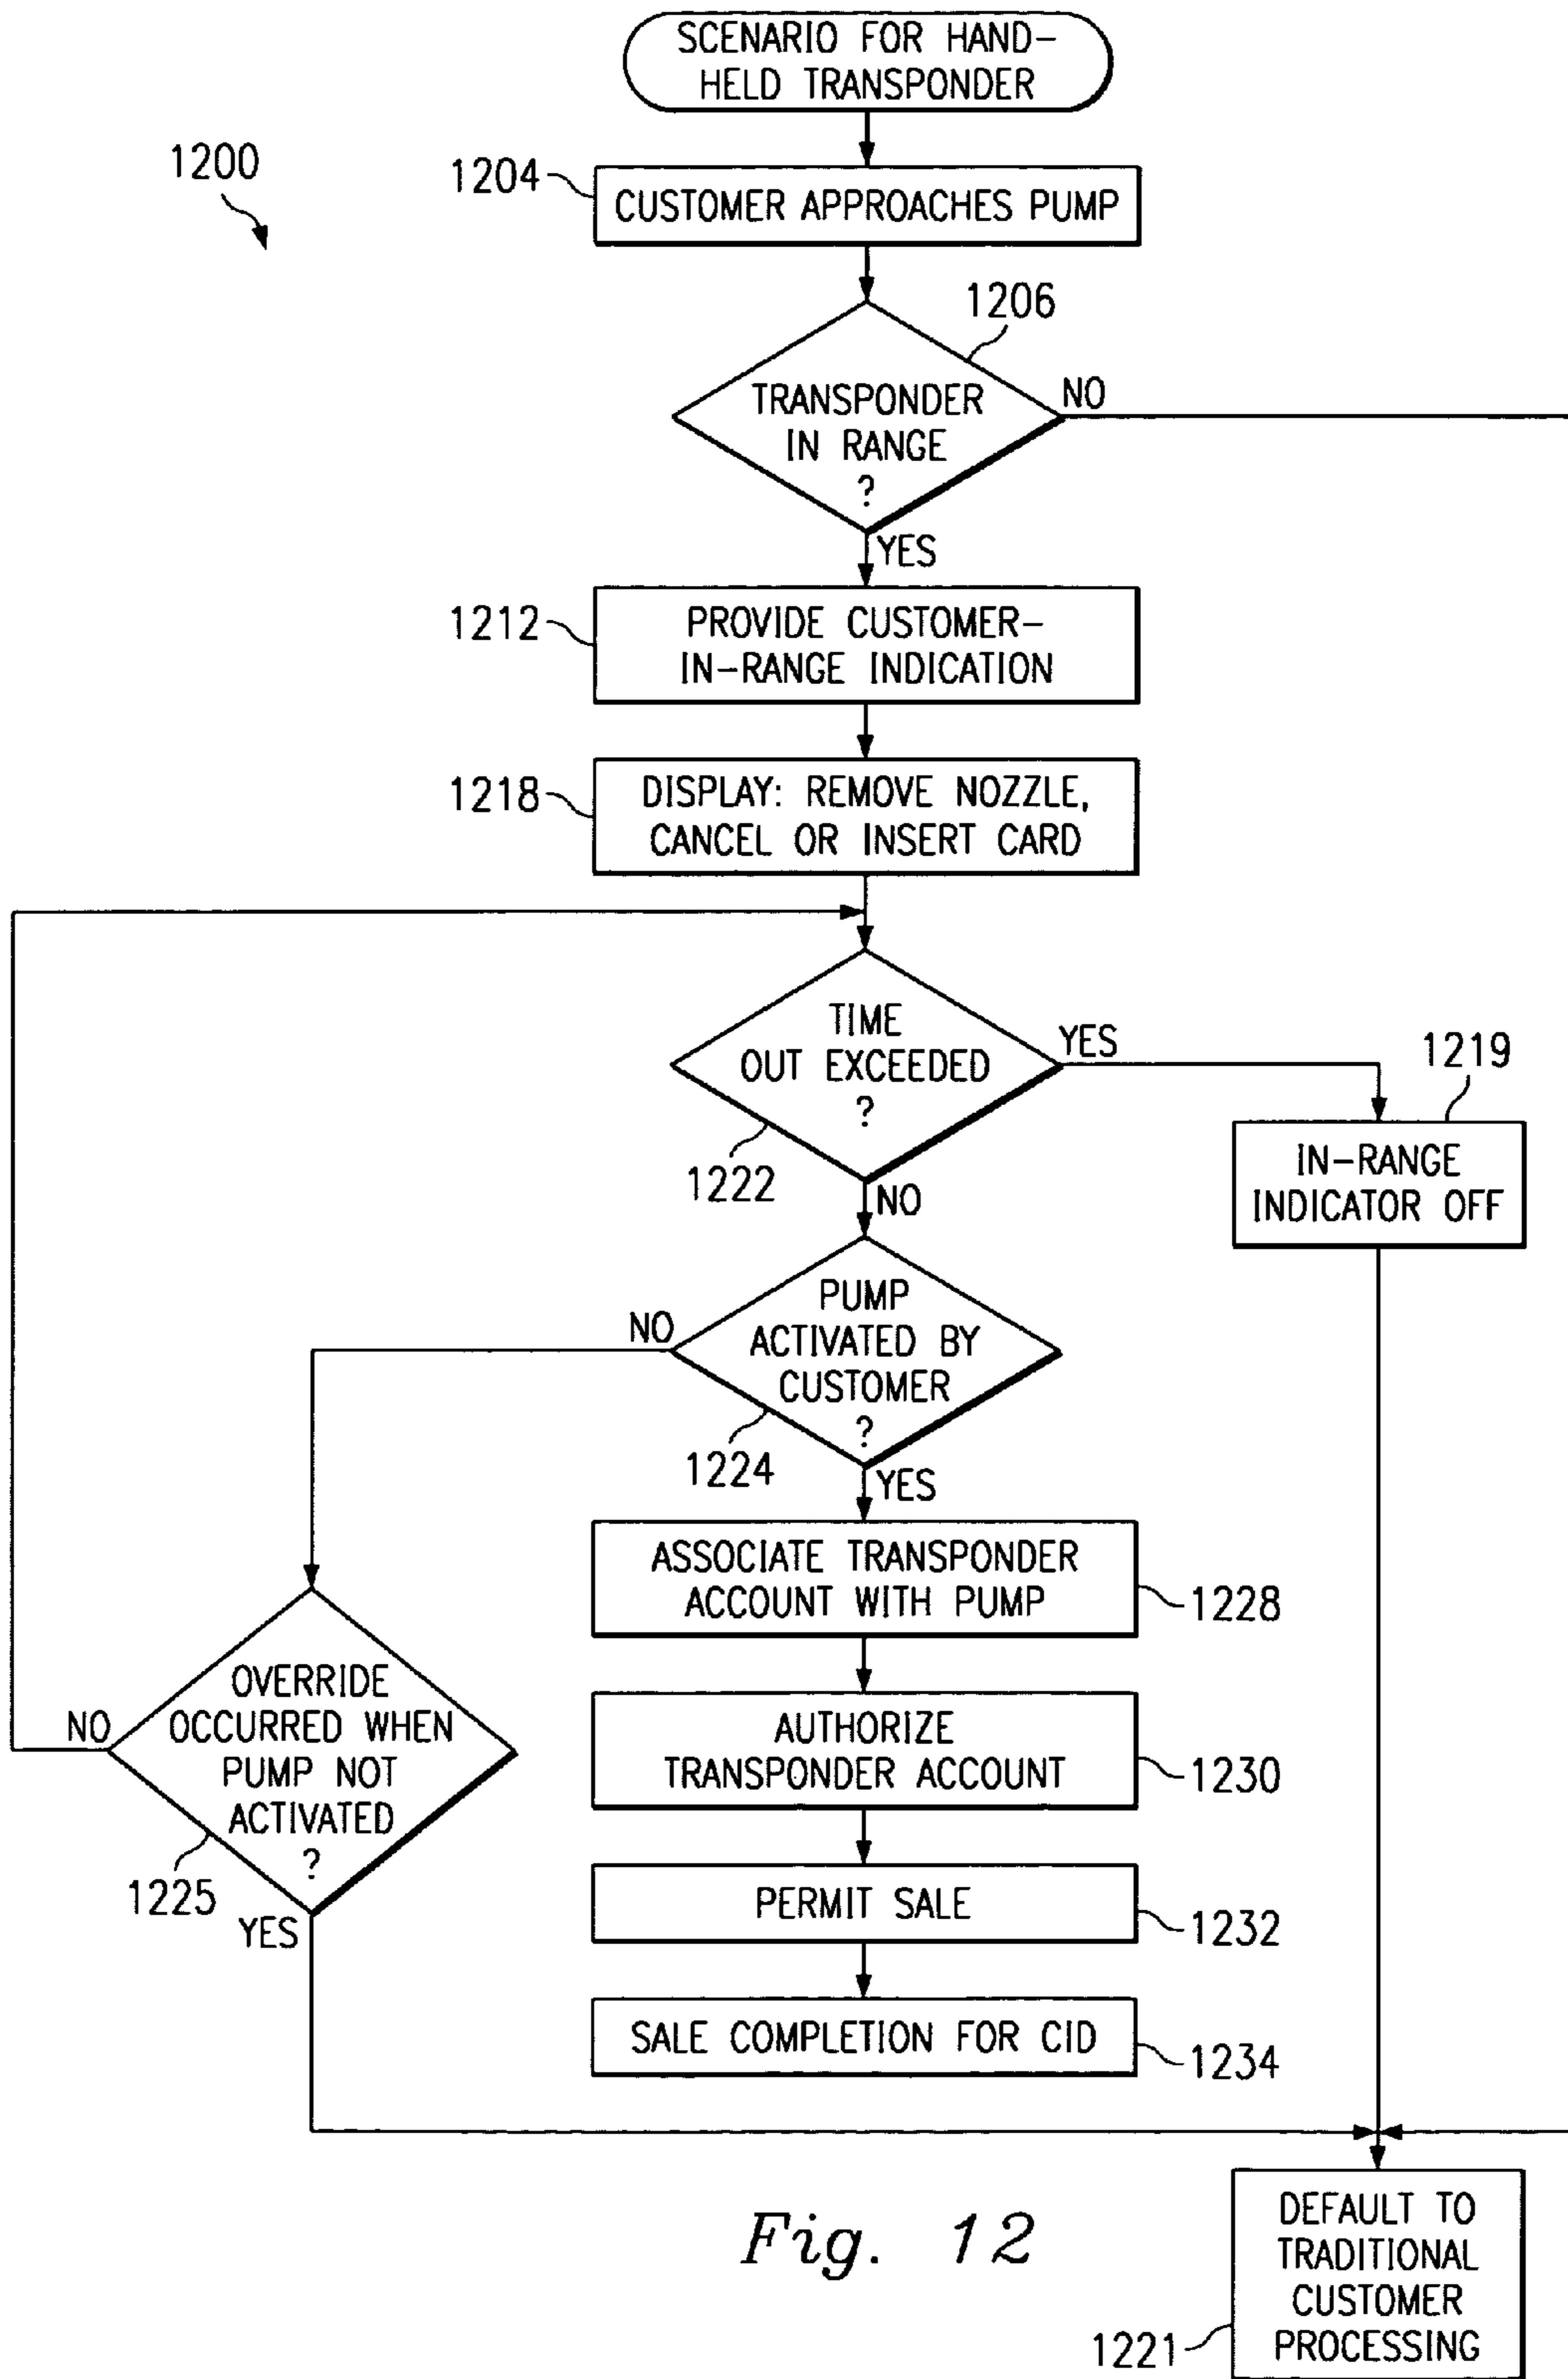 SCENARIO FOR HAND-
HELD TRANSPONDER
1200
1204
CUSTOMER APPROACHES PUMP
1206
TRANSPONDER
IN RANGE
?
NO
YES
1212
PROVIDE CUSTOMER-
IN-RANGE INDICATION
1218
DISPLAY: REMOVE NOZZLE,
CANCEL OR INSERT CARD
TIME
OUT EXCEEDED
?
YES
1222
NO
1219
IN-RANGE
INDICATOR OFF
PUMP
ACTIVATED BY
CUSTOMER
?
NO
1224
YES
ASSOCIATE TRANSPONDER
ACCOUNT WITH PUMP
1228
OVERRIDE
OCCURRED WHEN
PUMP NOT
ACTIVATED
?
NO
1225
YES
AUTHORIZE
TRANSPONDER ACCOUNT
1230
PERMIT SALE
1232
SALE COMPLETION FOR CID
1234
DEFAULT TO
TRADITIONAL
CUSTOMER
PROCESSING
1221
Fig. 12